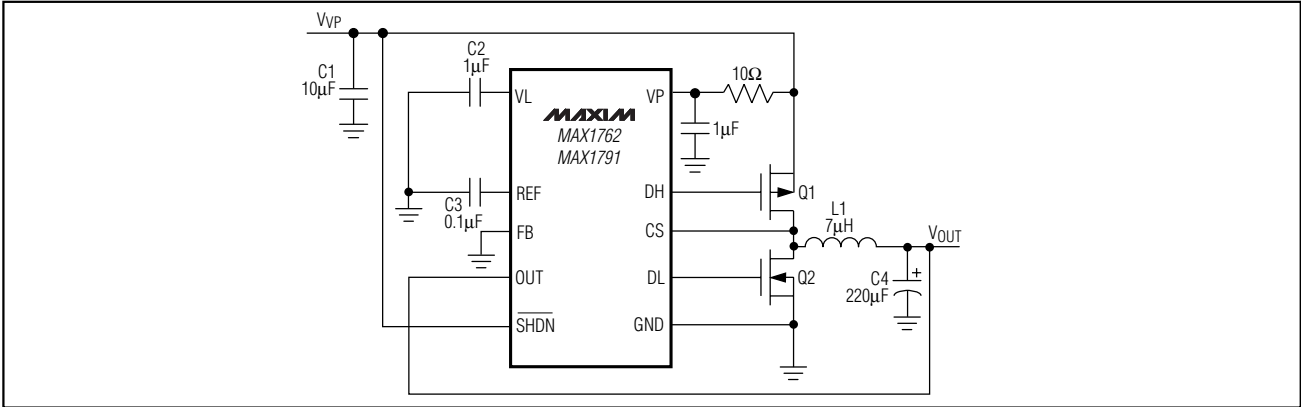 VVP
C1
10µF
C2
1µF
VL
VP
10Ω
1µF
MAXIM
MAX1762
MAX1791
C3
0.1µF
REF
FB
OUT
SHDN
DH
CS
DL
GND
Q1
Q2
L1
7µH
VOUT
C4
220µF
+